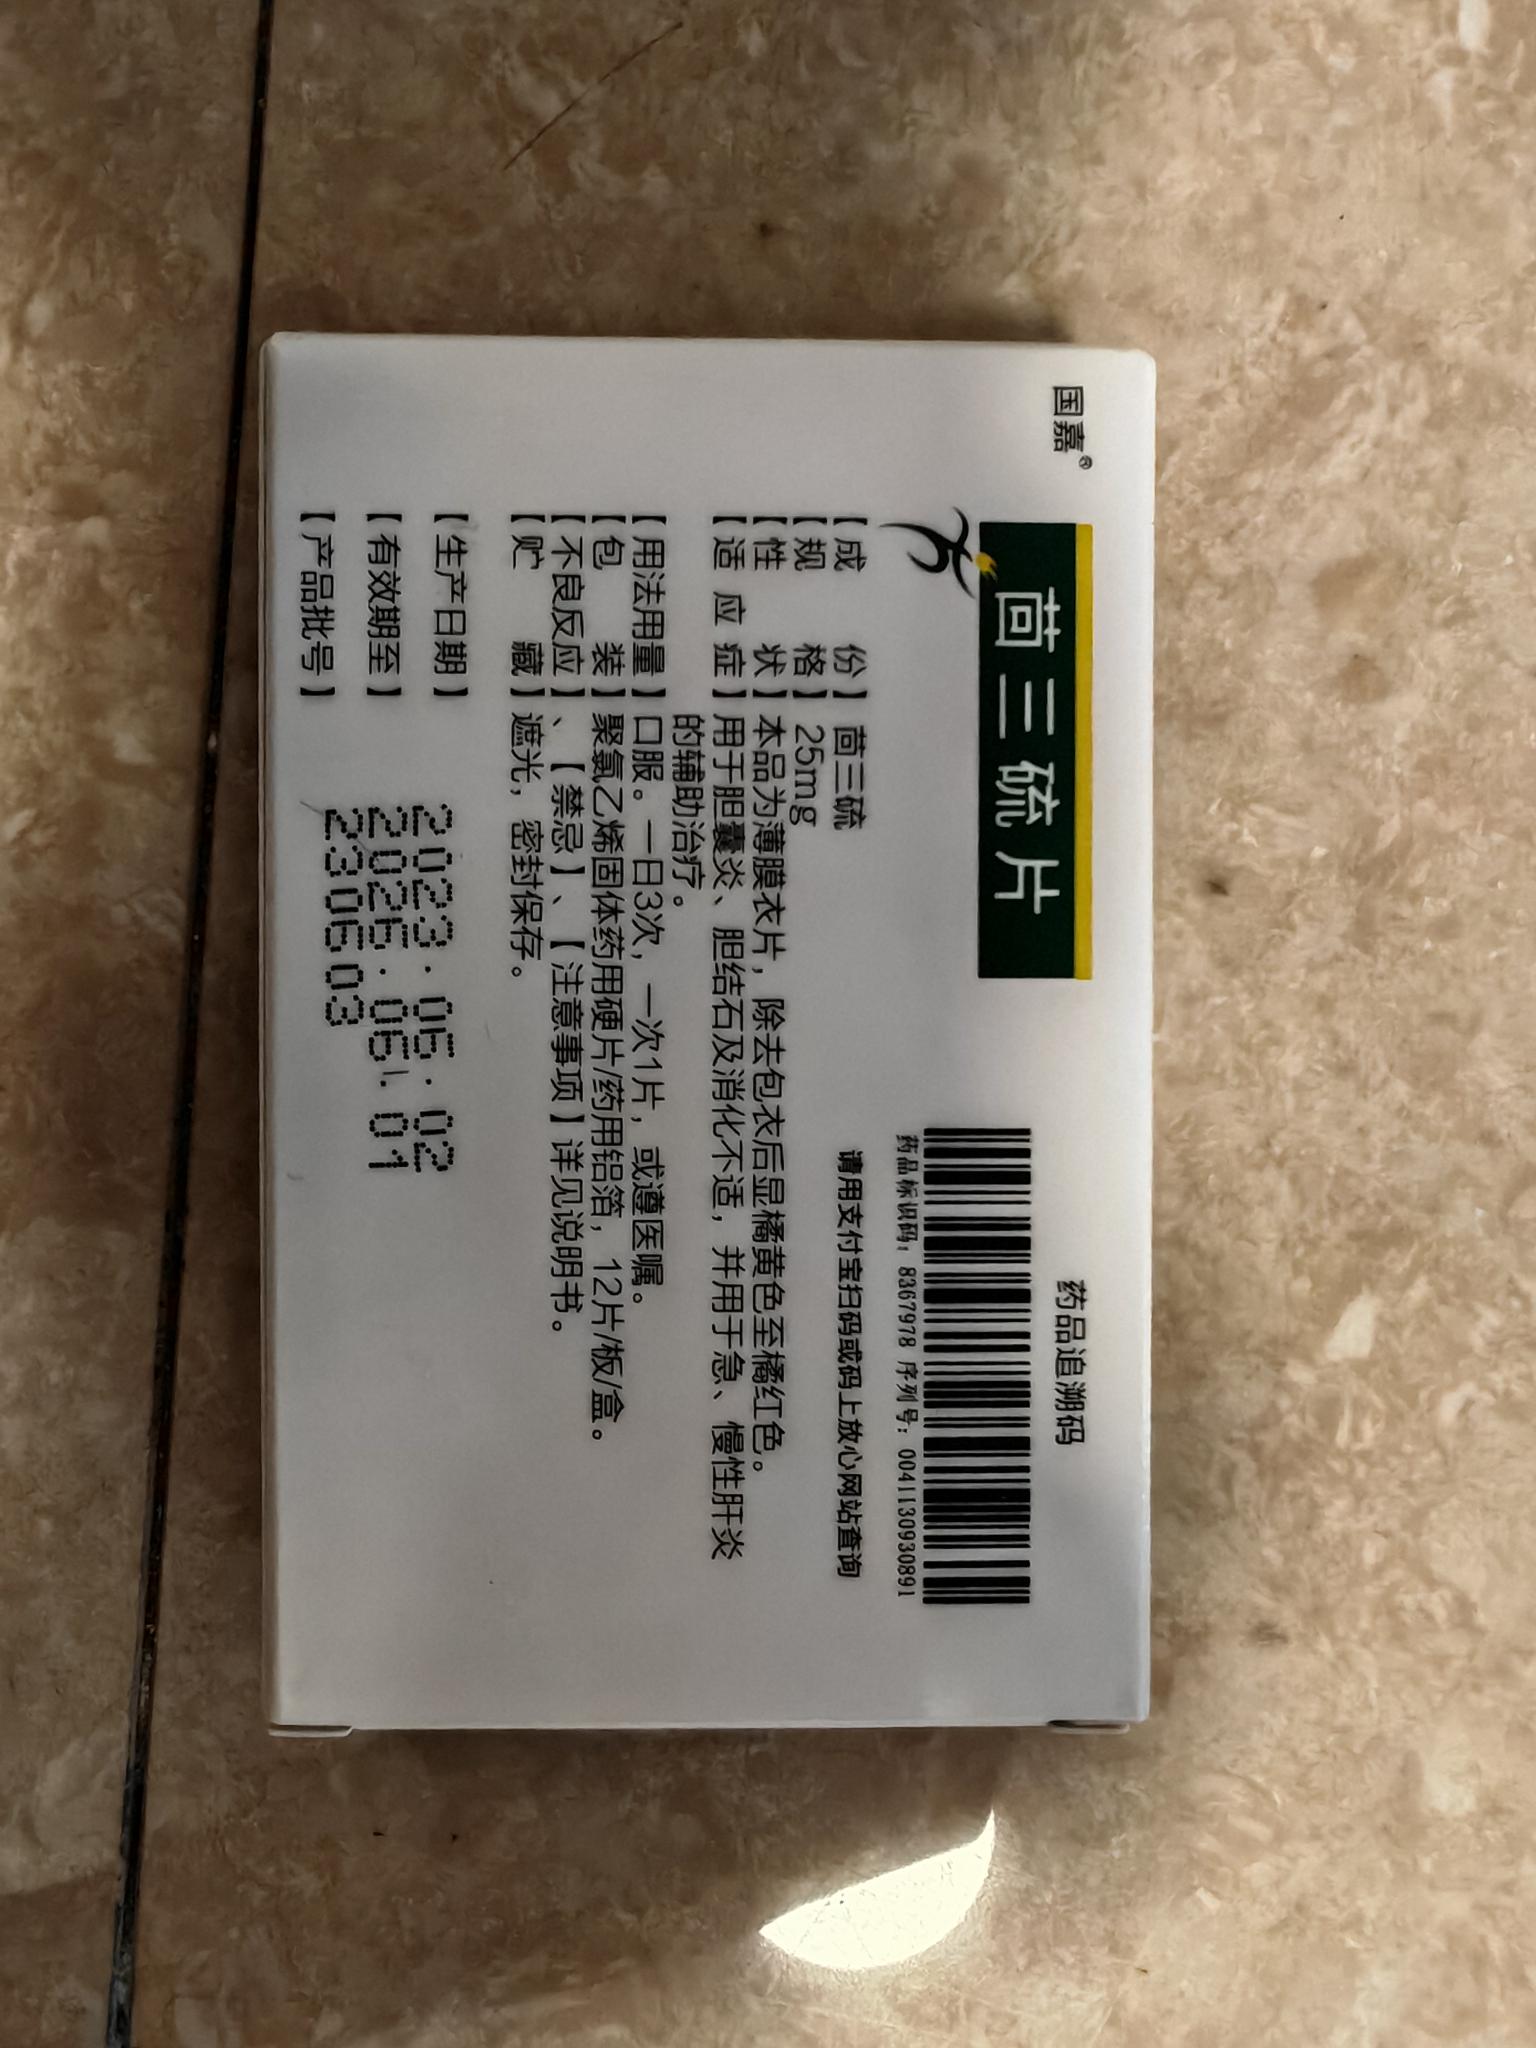 国嘉®
茴三硫片
药品追溯码
药品标识码：8367978 序列号：0041130930891
请用支付宝扫码或码上放心网站查询
【成份】茴三硫
【规格】25mg
【性状】本品为薄膜衣片，除去包衣后显橘黄色至橘红色。
【适应症】用于胆囊炎、胆结石及消化不适，并用于急、慢性肝炎
的辅助治疗。
【用法用量】口服。一日3次，一次1片，或遵医嘱。
【包装】聚氯乙烯固体药用硬片/药用铝箔，12片/板/盒。
【不良反应】、【禁忌】、【注意事项】详见说明书。
【贮藏】遮光，密封保存。
【生产日期】2023.06.02
【有效期至】2026.06.01
【产品批号】230603